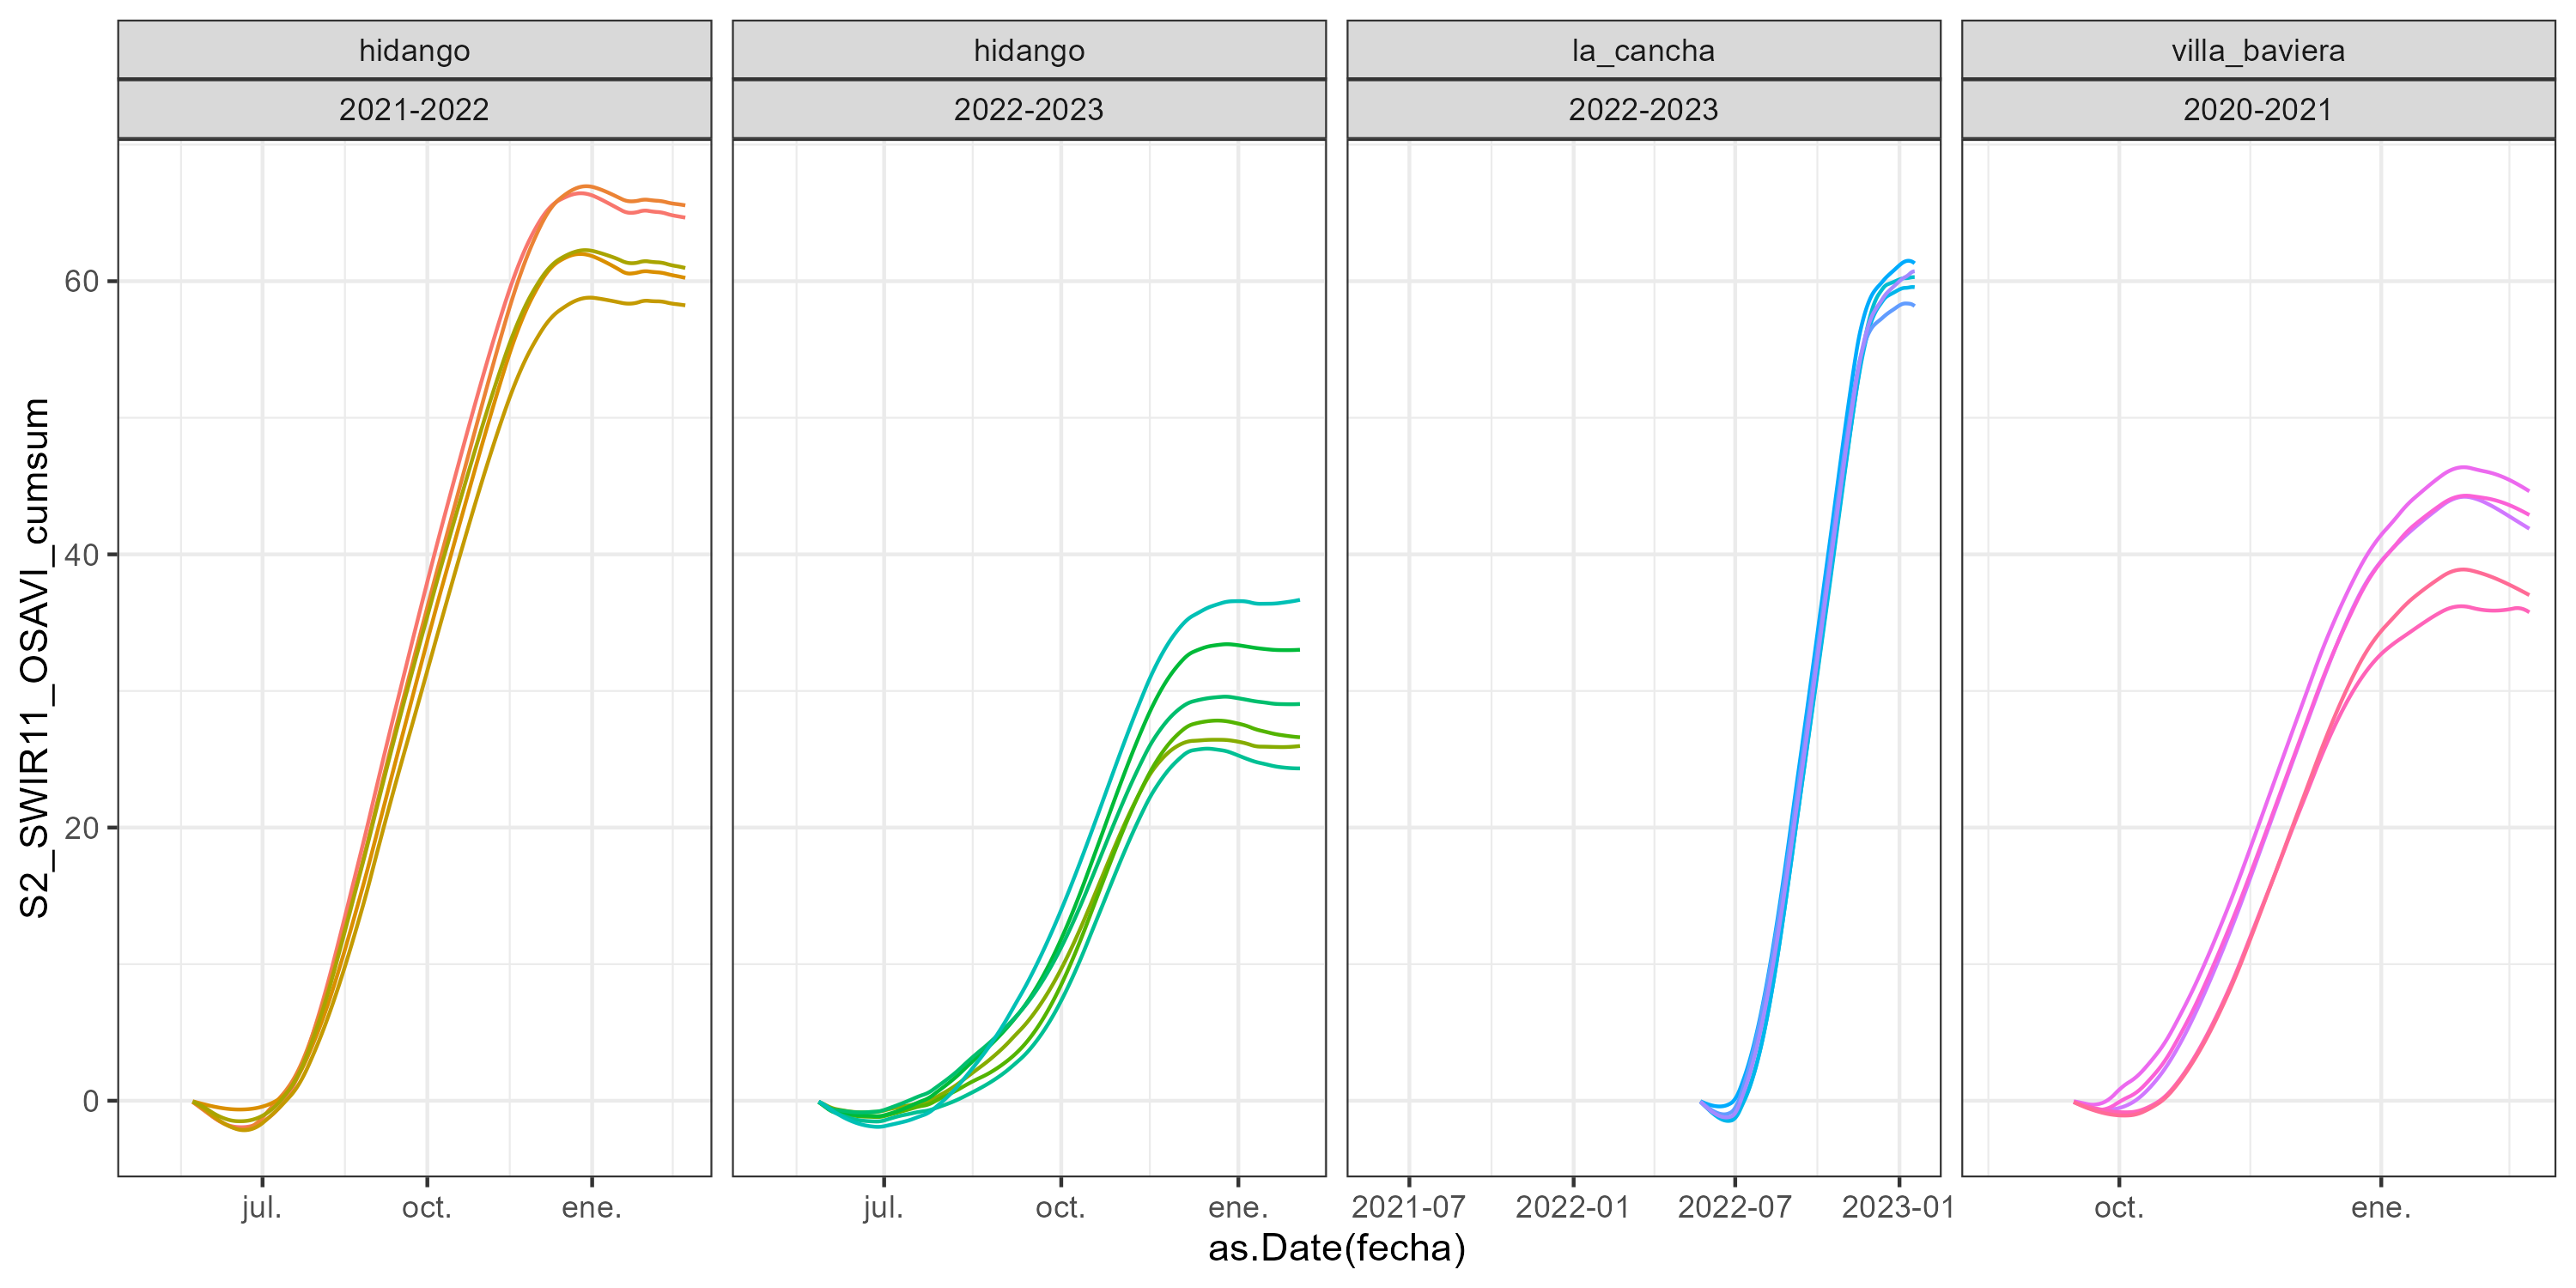 hidango
hidango
la_cancha
villa_baviera
2021-2022
2022-2023
2022-2023
2020-2021
S2_SWIR11_OSAVI_cumsum
60
40
20
0
jul.
oct.
ene.
jul.
oct.
ene.
2021-07
2022-01
2022-07
2023-01
oct.
ene.
as.Date(fecha)